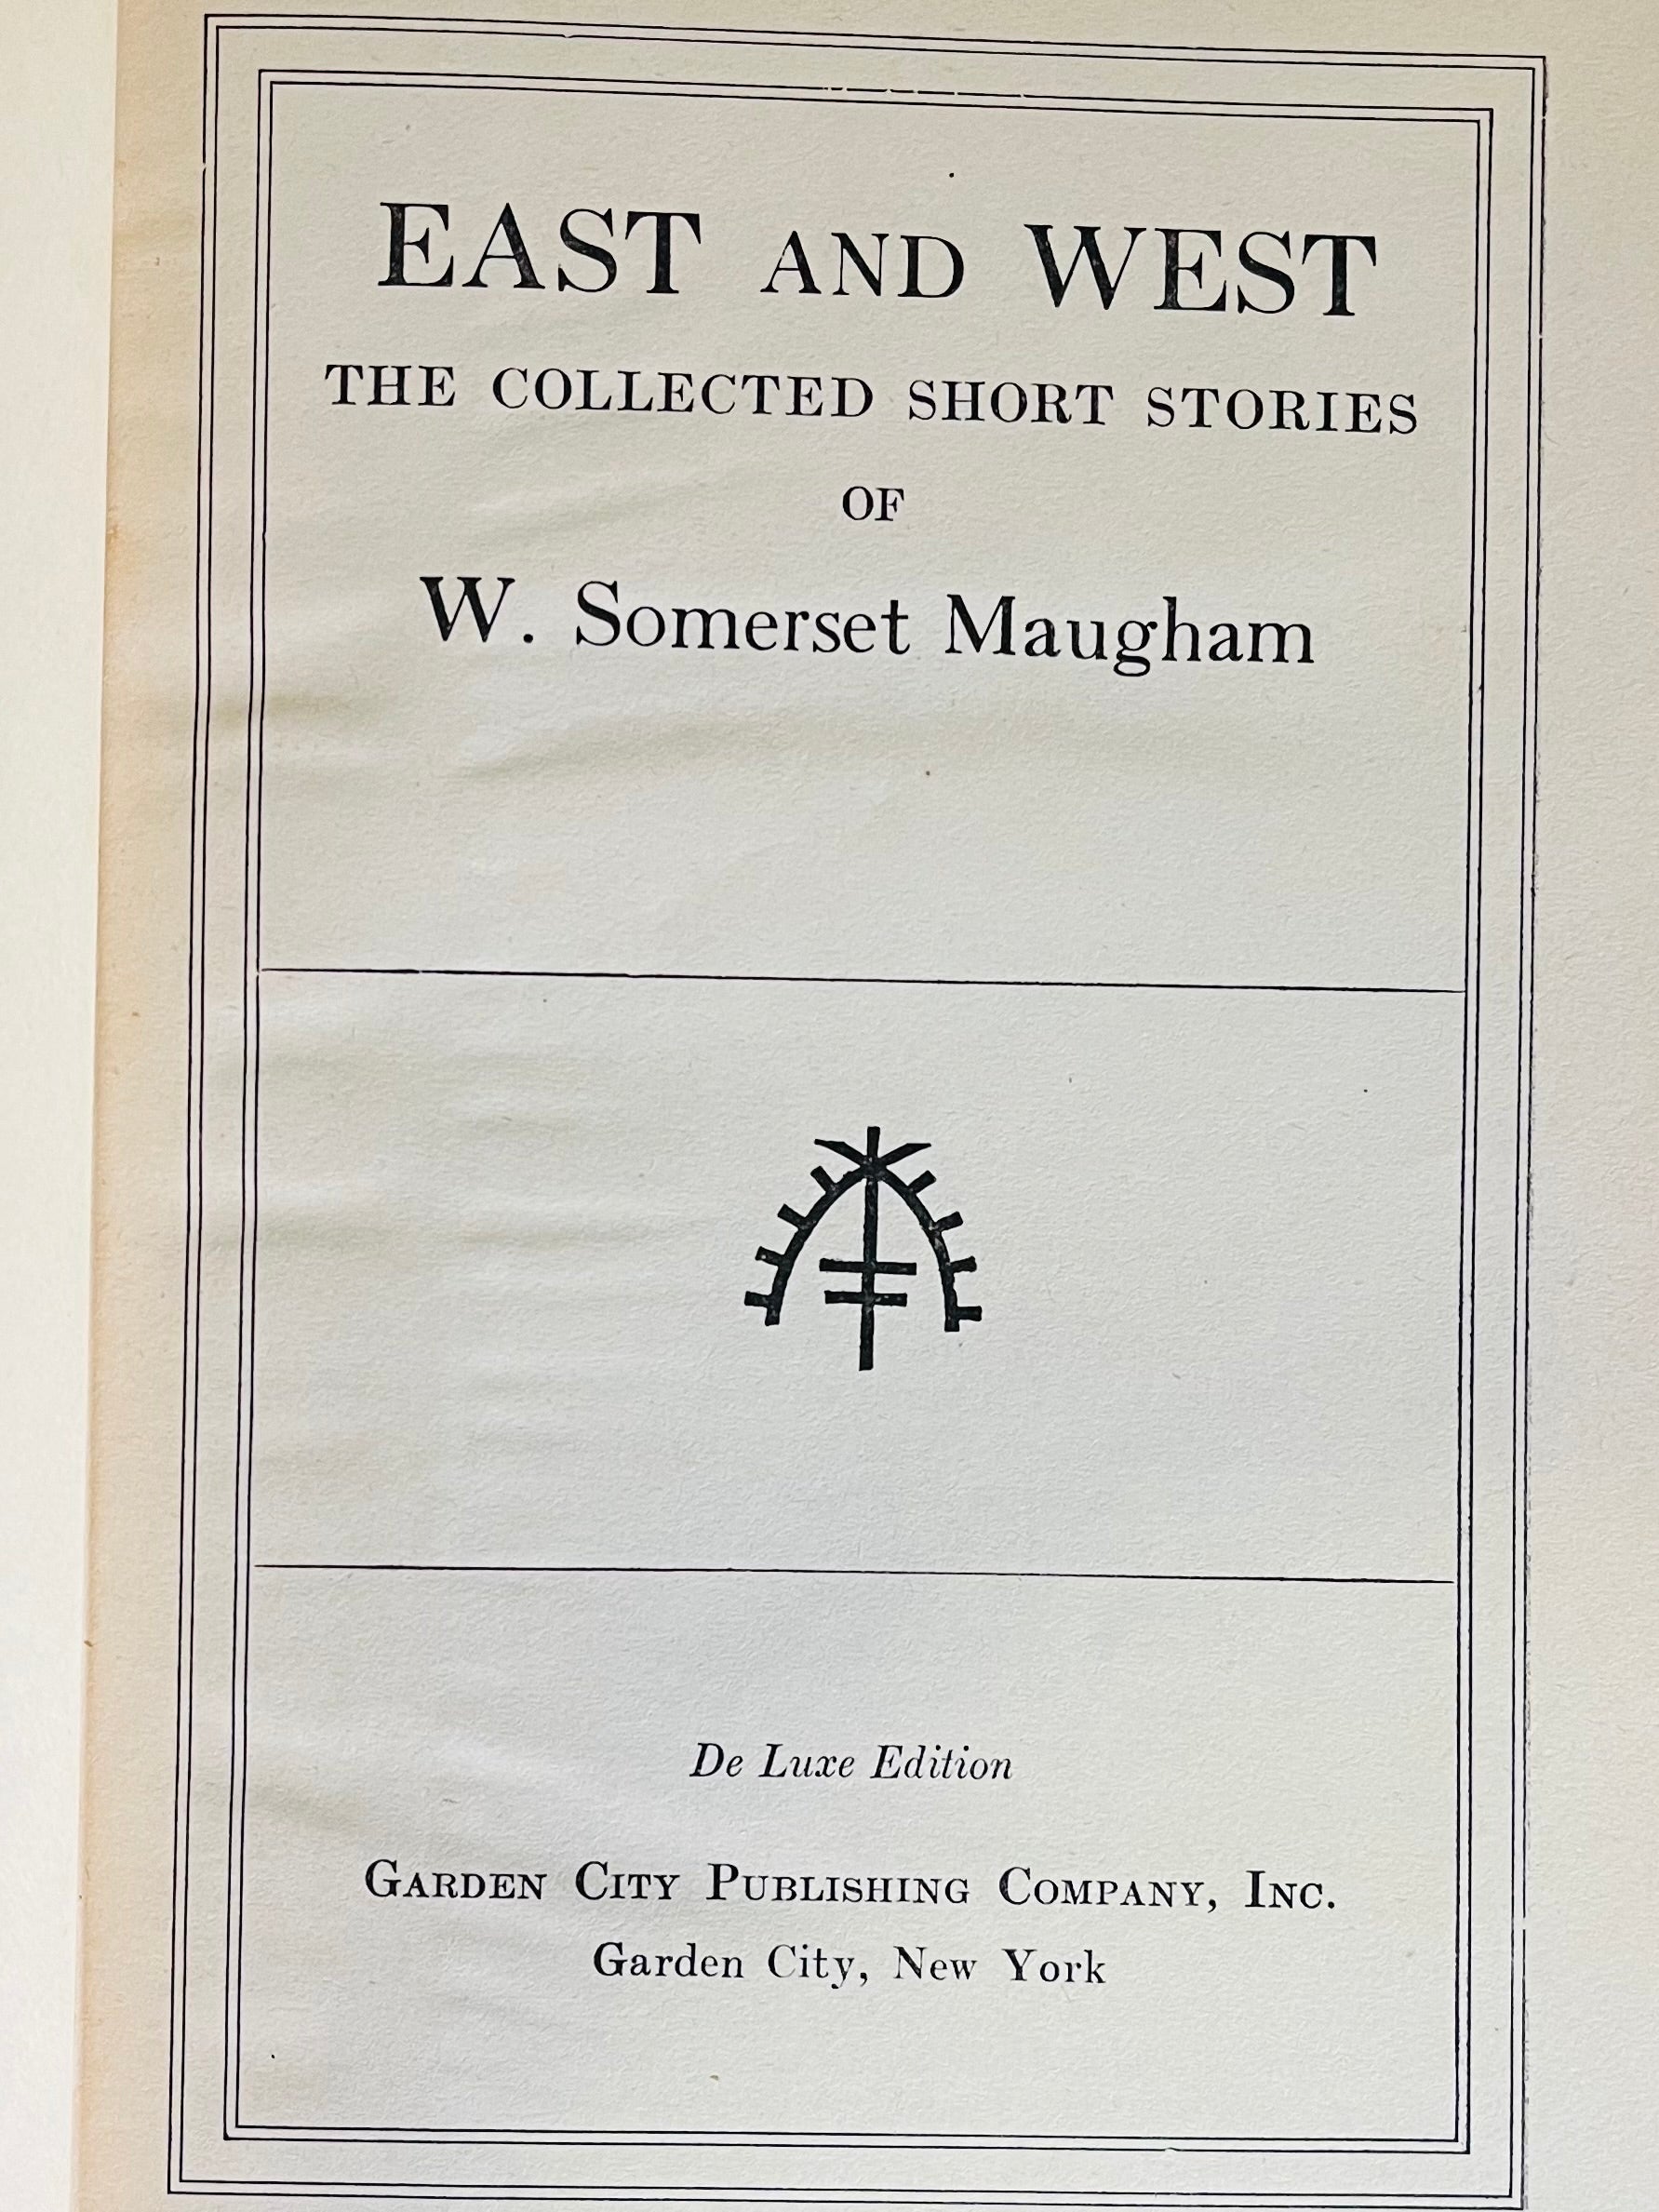 EAST AND WEST
THE COLLECTED SHORT STORIES
OF
W. Somerset Maugham
De Luxe Edition
GARDEN CITY PUBLISHING COMPANY, INC.
Garden City, New York